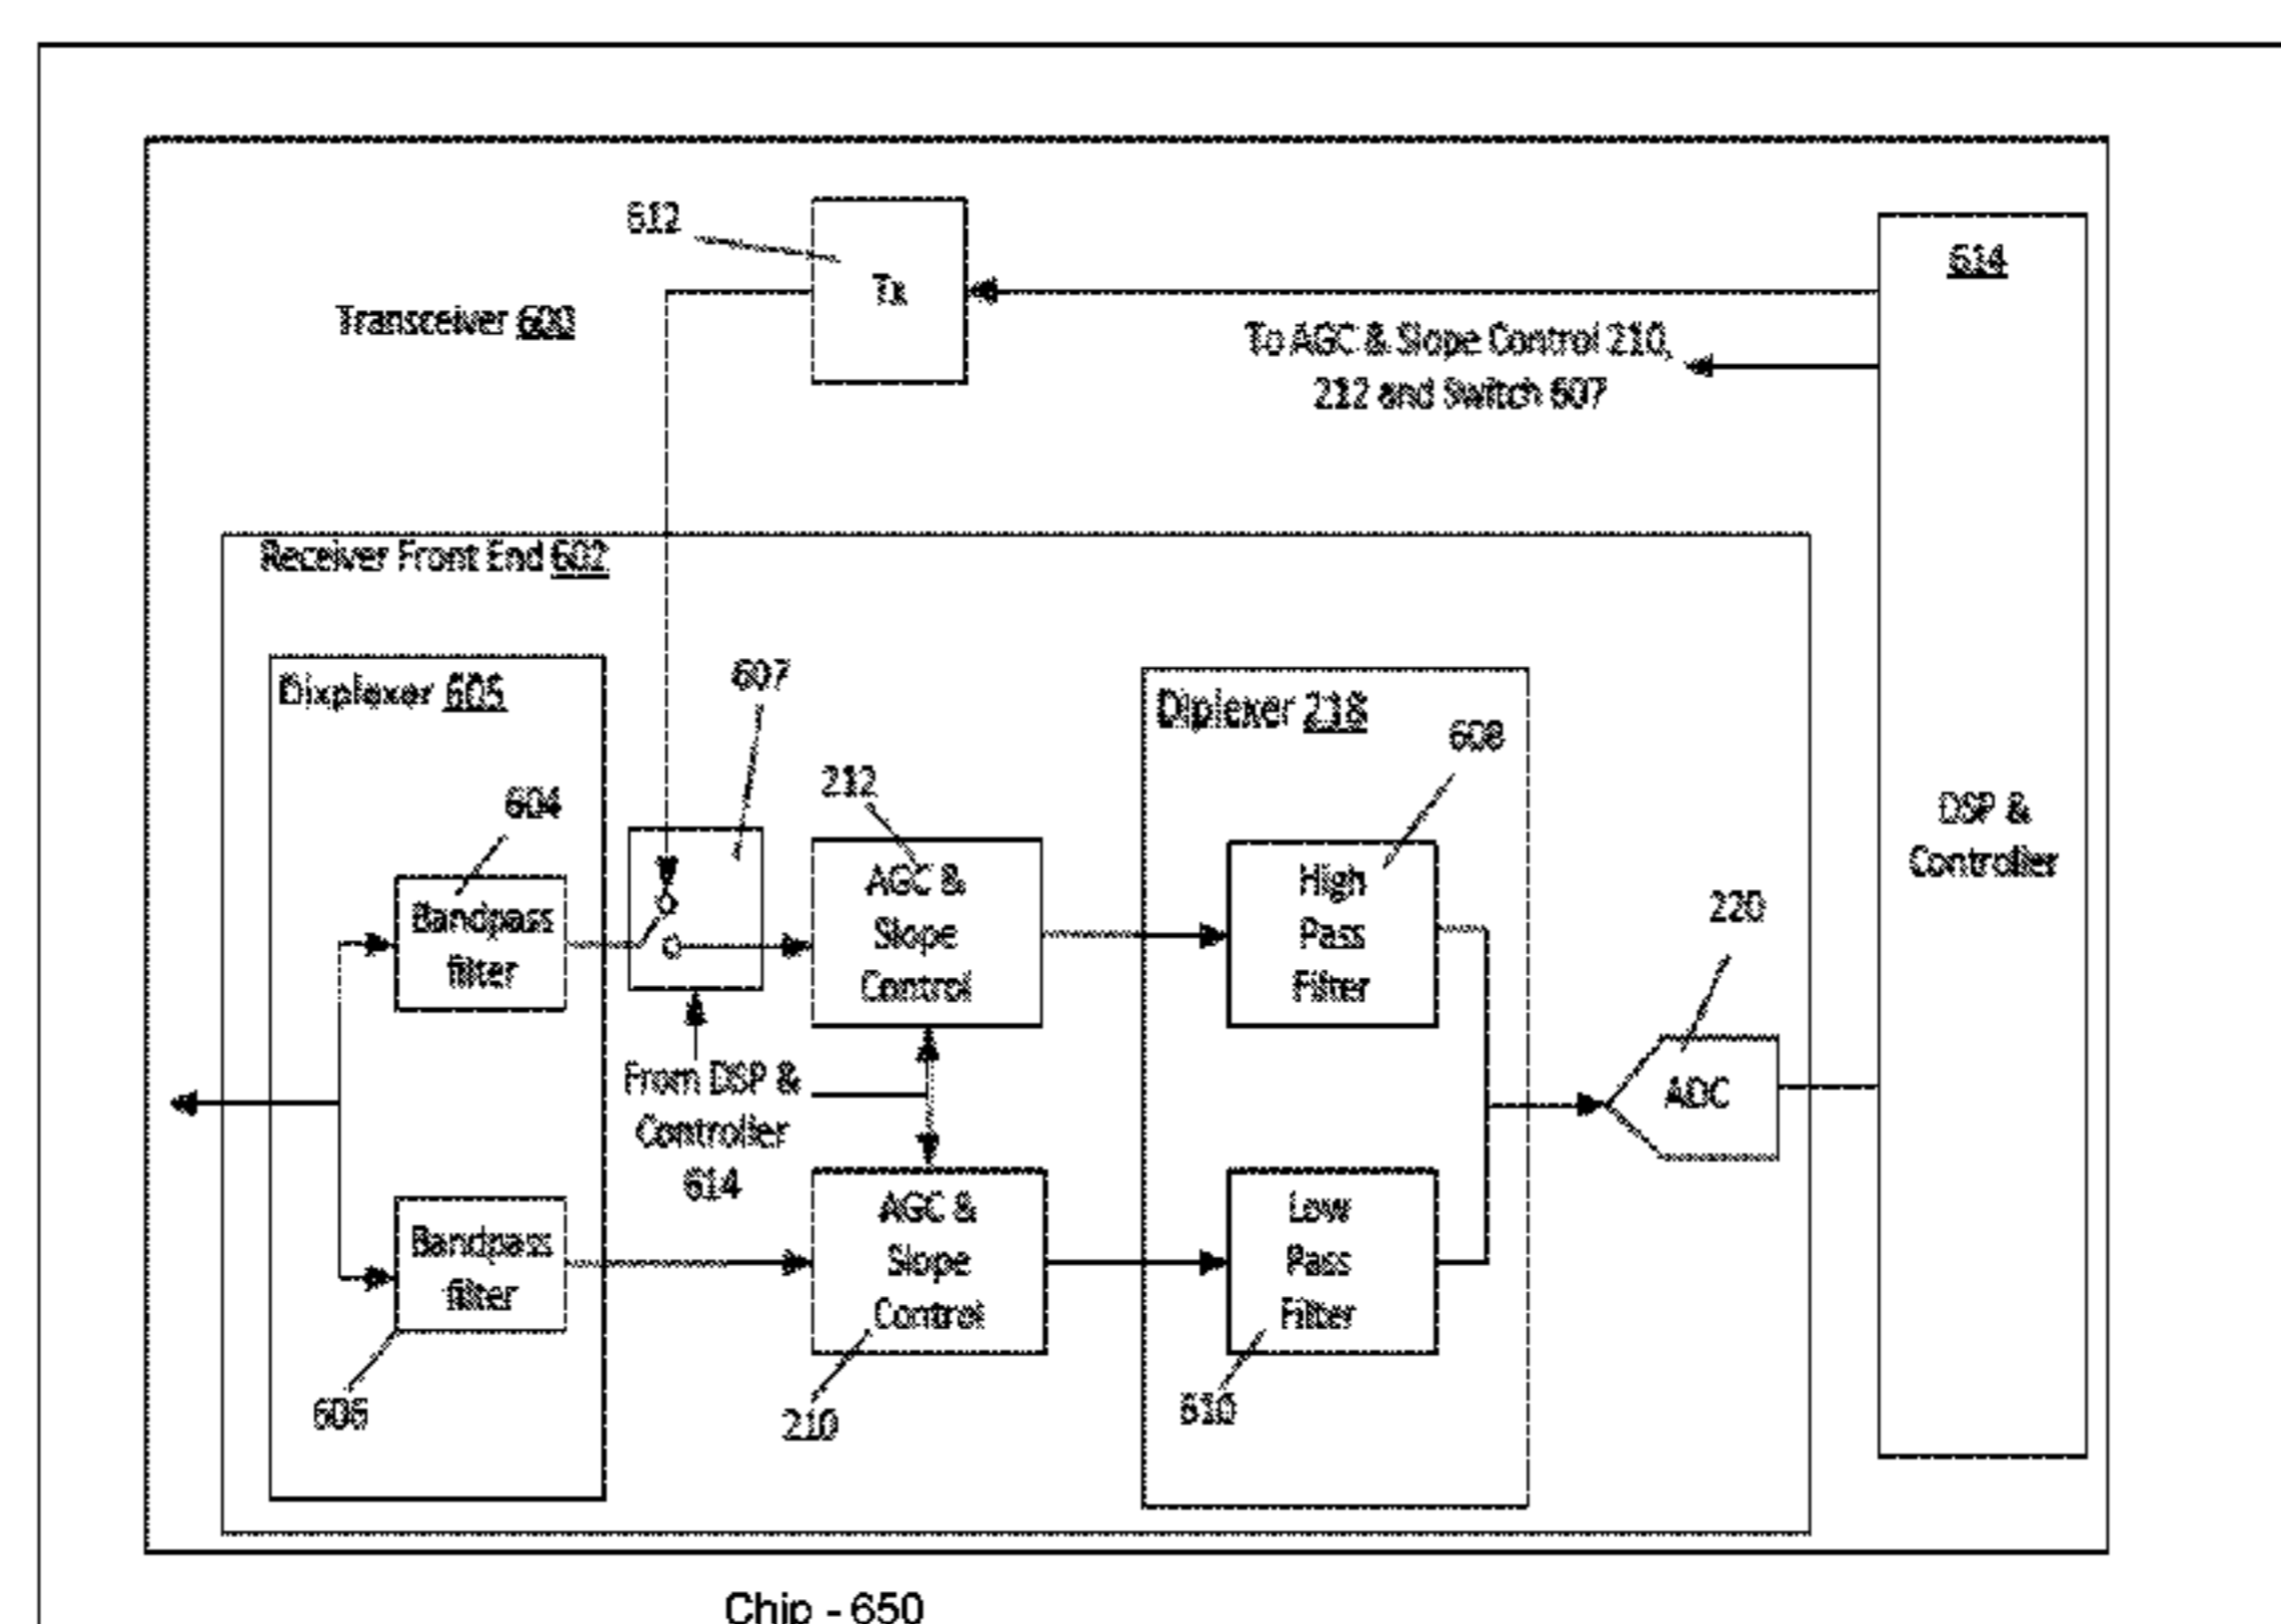 612
Tx
614
Transceiver 600
To AGC & Slope Control 210,
212 and Switch 607
Receiver Front End 602
Dixplexer 605
607
Diplexer 218
608
604
212
Bandpass
filter
AGC &
Slope
Control
High
Pass
Filter
DSP &
Controller
220
ADC
From DSP &
Controller
614
Bandpass
filter
AGC &
Slope
Control
Low
Pass
Filter
606
210
610
Chip - 650